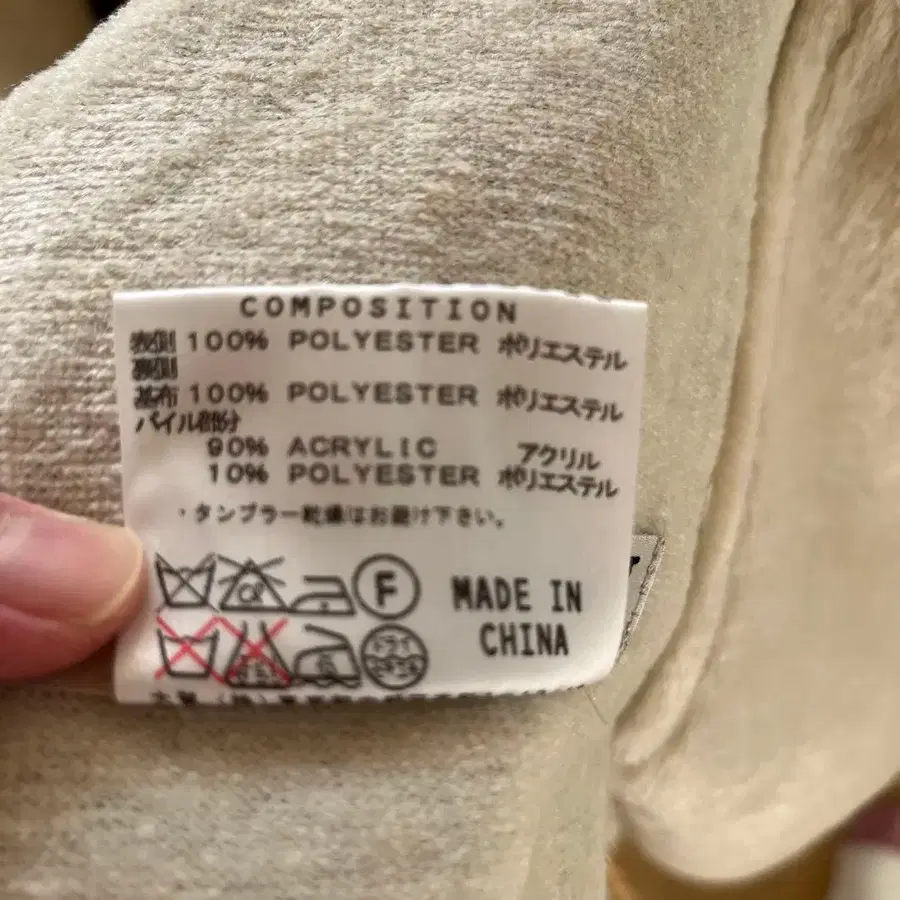 COMPOSITION
表側 100% POLYESTER ポリエステル
裏側
基布 100% POLYESTER ポリエステル
パイル部分
90% ACRYLIC アクリル
10% POLYESTER ポリエステル
・タンブラー乾燥はお避け下さい。
F
MADE IN
CHINA
ドライ